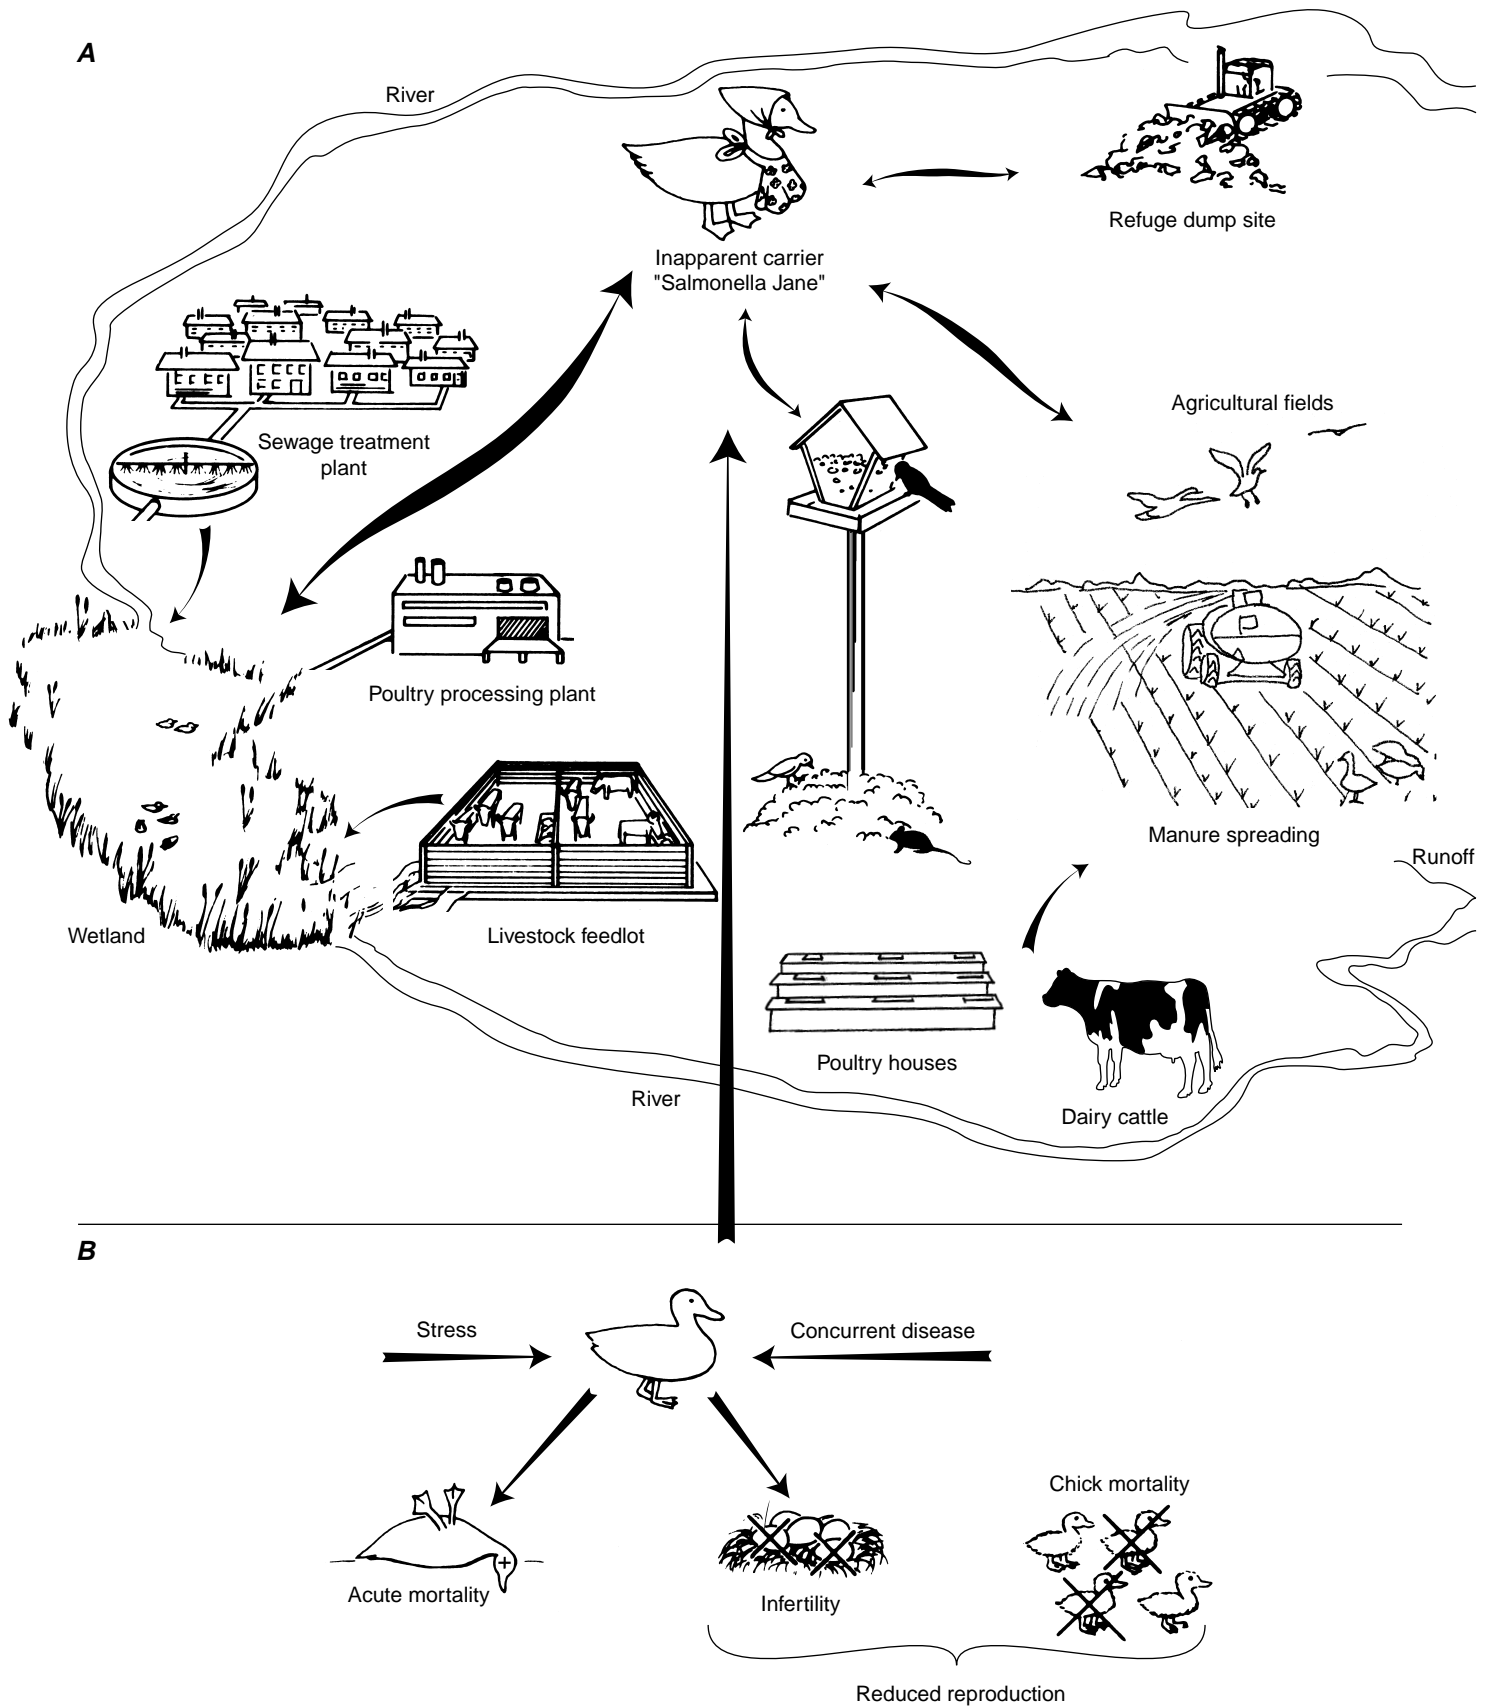 A
River
Inapparent carrier
"Salmonella Jane"
Refuge dump site
Sewage treatment
plant
Agricultural fields
Poultry processing plant
Manure spreading
Runoff
Wetland
Livestock feedlot
Poultry houses
River
Dairy cattle
B
Stress
Concurrent disease
Chick mortality
Acute mortality
Infertility
Reduced reproduction